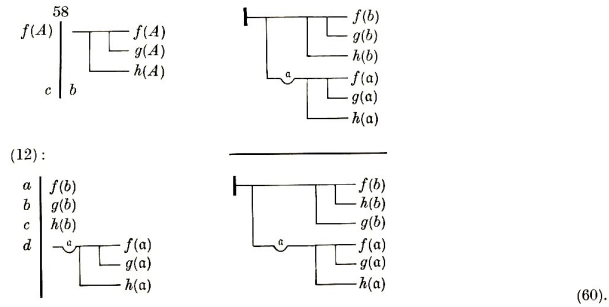 58
f(A) f(A)
g(A)
h(A)
c b
f(b)
g(b)
h(b)
a f(𝔞)
g(𝔞)
h(𝔞)
(12):
a f(b)
b g(b)
c h(b)
d a f(𝔞)
g(𝔞)
h(𝔞)
f(b)
h(b)
g(b)
a f(𝔞)
g(𝔞)
h(𝔞)
(60).